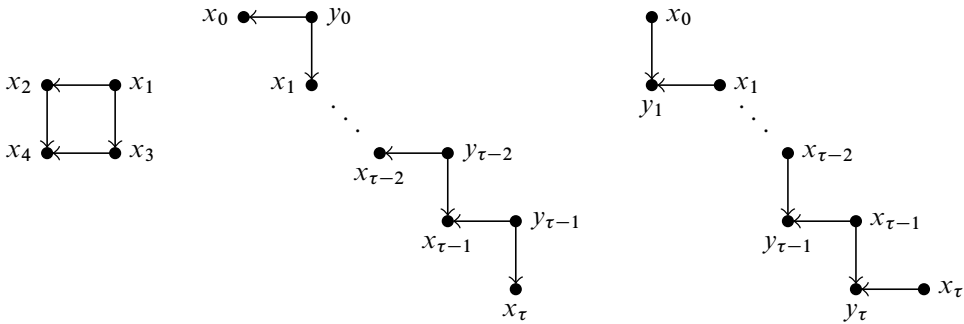 x₀ y₀ x₀
x₂ x₁ x₁ y₁ x₁
x₄ x₃ x_{τ−2} y_{τ−2} x_{τ−2}
x_{τ−1} y_{τ−1} y_{τ−1} x_{τ−1}
x_τ y_τ x_τ